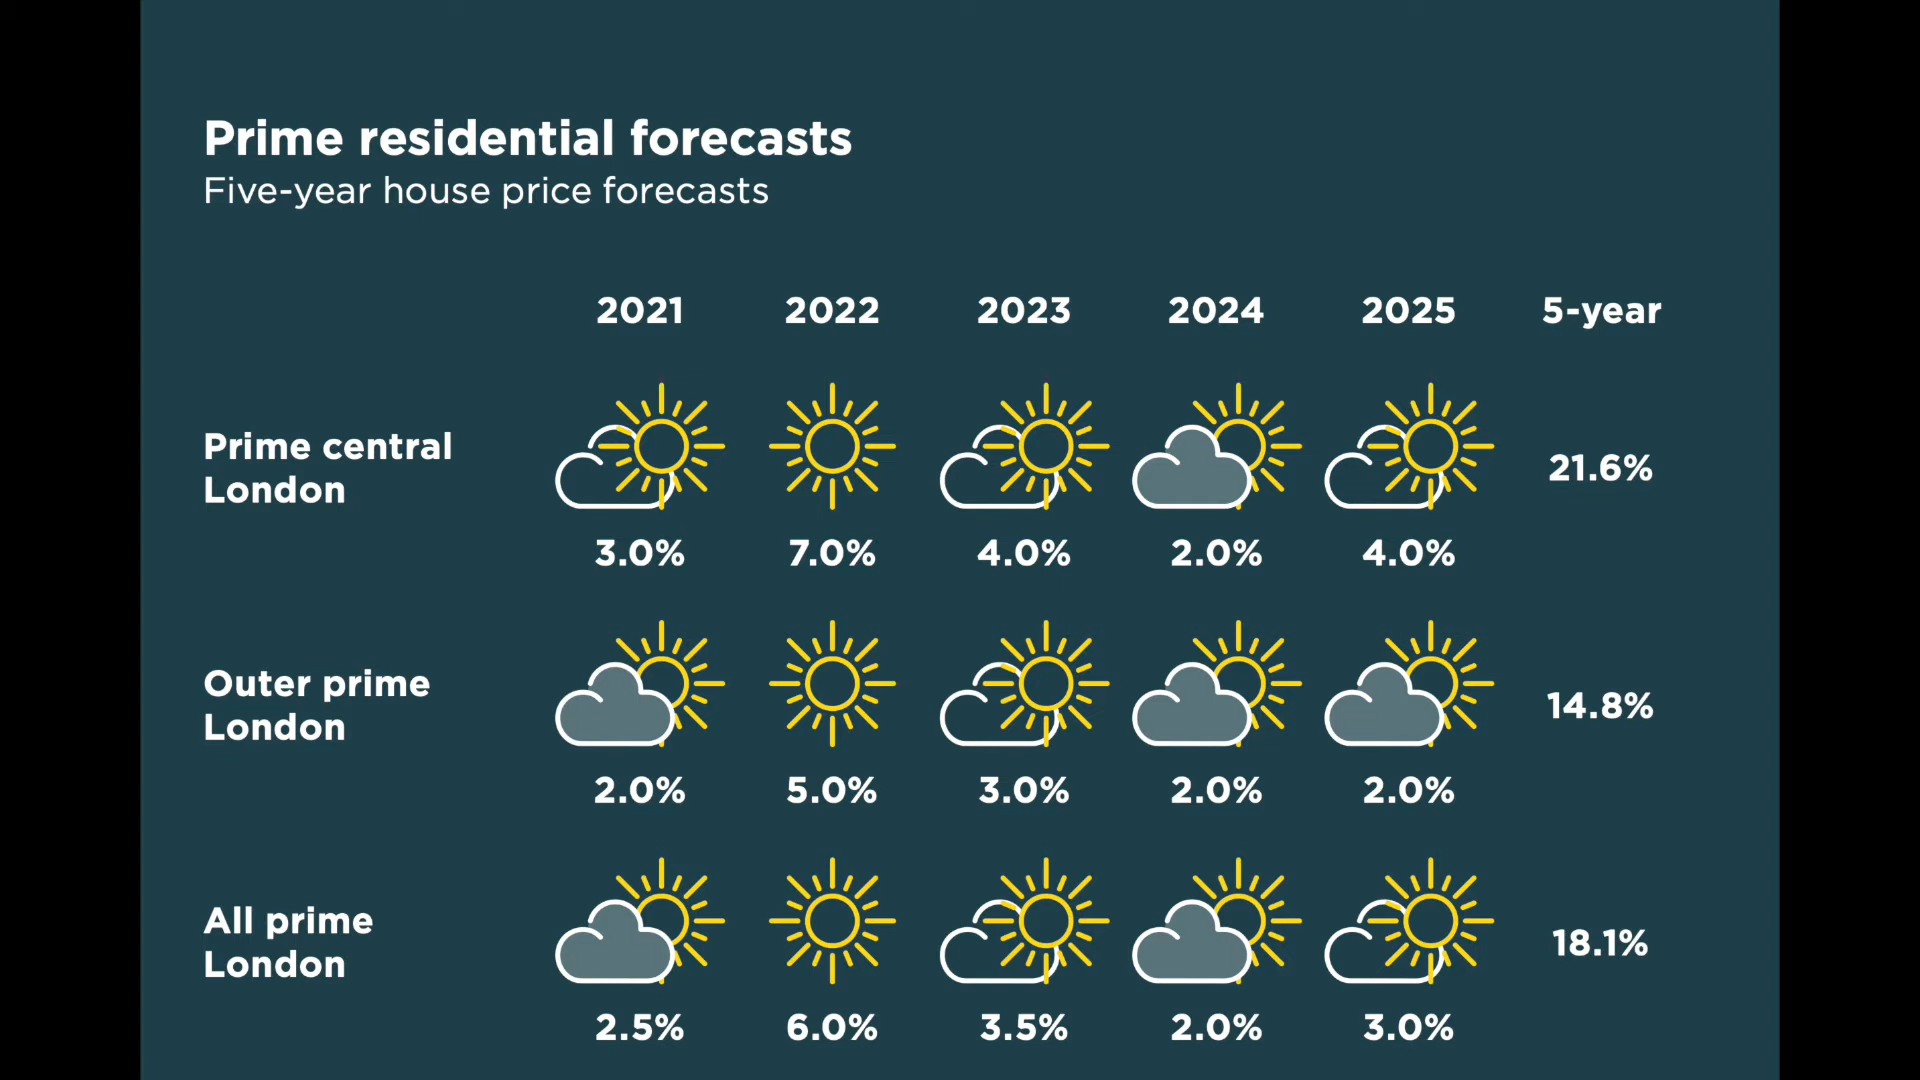 Prime residential forecasts
Five-year house price forecasts
2021 2022 2023 2024 2025 5-year
Prime central
London
21.6%
3.0% 7.0% 4.0% 2.0% 4.0%
Outer prime
London
14.8%
2.0% 5.0% 3.0% 2.0% 2.0%
All prime
London
18.1%
2.5% 6.0% 3.5% 2.0% 3.0%